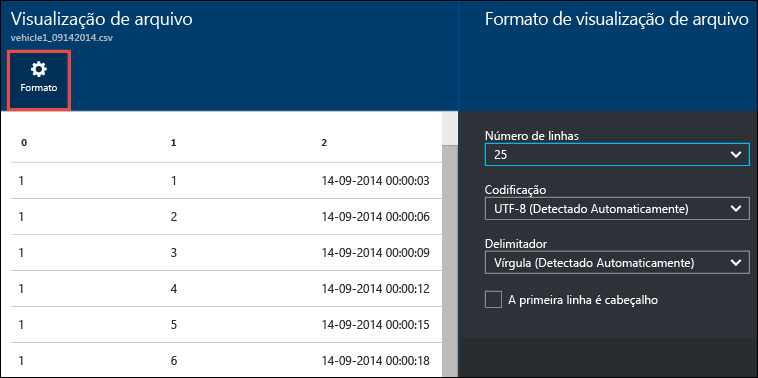 Visualização de arquivo
vehicle1_09142014.csv
Formato
0 1 2
1 1 14-09-2014 00:00:03
1 2 14-09-2014 00:00:06
1 3 14-09-2014 00:00:09
1 4 14-09-2014 00:00:12
1 5 14-09-2014 00:00:15
1 6 14-09-2014 00:00:18
Formato de visualização de arquivo
Número de linhas
25
Codificação
UTF-8 (Detectado Automaticamente)
Delimitador
Vírgula (Detectado Automaticamente)
A primeira linha é cabeçalho